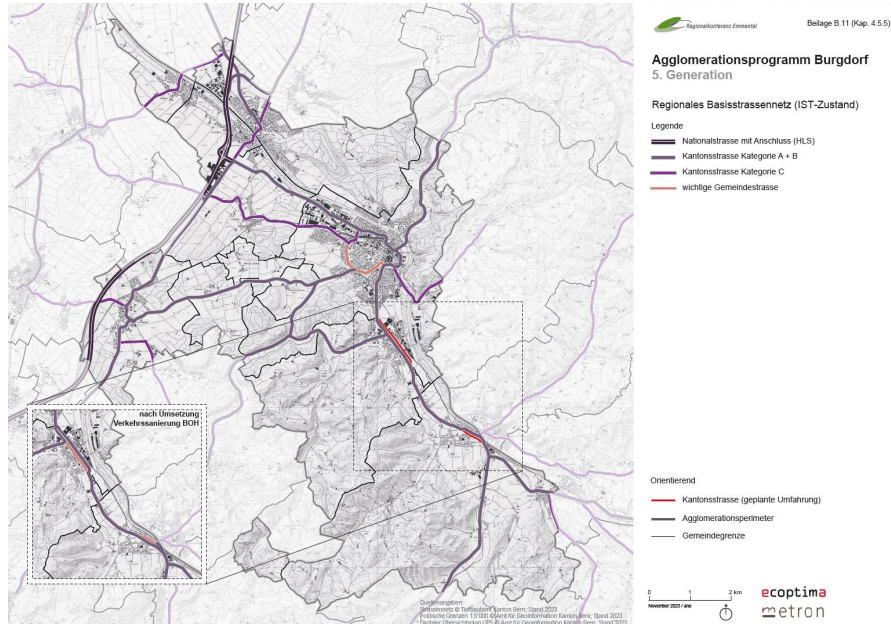 Regionalkonferenz Emmental
Beilage B.11 (Kap. 4.5.5)
Agglomerationsprogramm Burgdorf
5. Generation
Regionales Basisstrassennetz (IST-Zustand)
Legende
Nationalstrasse mit Anschluss (HLS)
Kantonsstrasse Kategorie A + B
Kantonsstrasse Kategorie C
wichtige Gemeindestrasse
nach Umsetzung
Verkehrssanierung BOH
Orientierend
Kantonsstrasse (geplante Umfahrung)
Agglomerationsperimeter
Gemeindegrenze
Quellenangaben:
Strassennetz © Tiefbauamt Kanton Bern, Stand 2023
Politische Grenzen 1:5'000 © Amt für Geoinformation Kanton Bern, Stand 2023
0 1 2 km
November 2023 / ane
ecoptima
metron